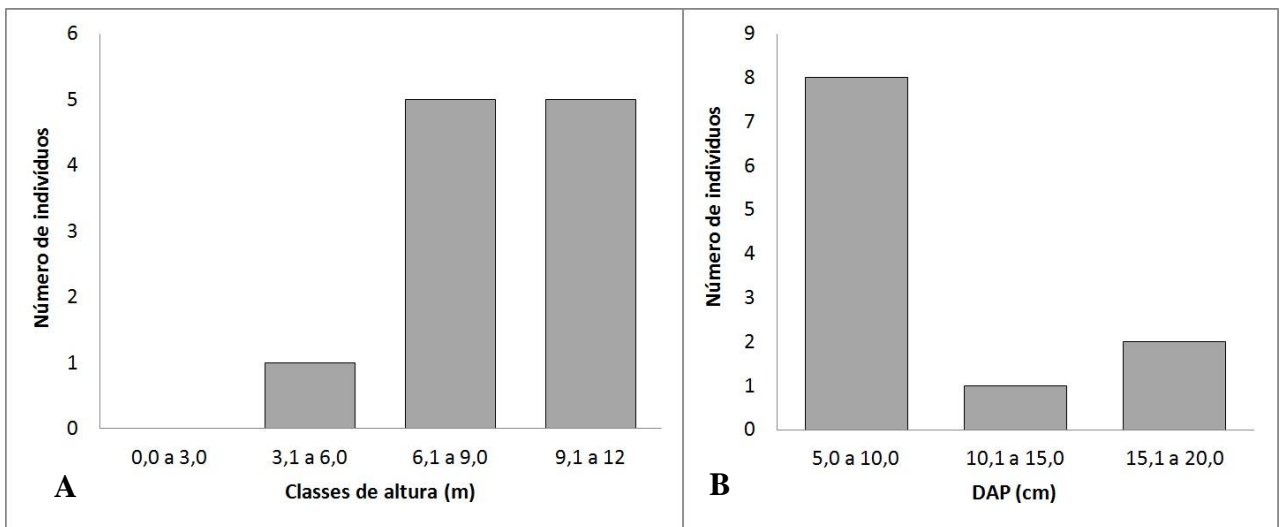 Número de indivíduos
6
5
4
3
2
1
0
0,0 a 3,0 3,1 a 6,0 6,1 a 9,0 9,1 a 12
Classes de altura (m)
A
Número de indivíduos
9
8
7
6
5
4
3
2
1
0
5,0 a 10,0 10,1 a 15,0 15,1 a 20,0
DAP (cm)
B